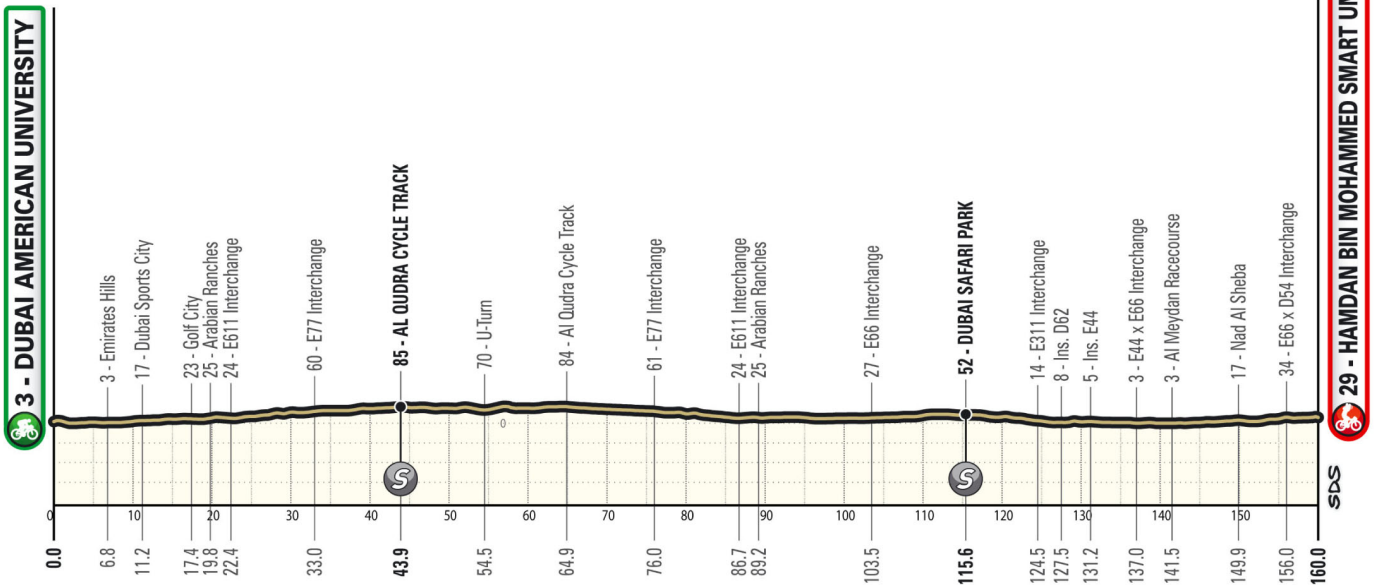 3 - DUBAI AMERICAN UNIVERSITY
3 - Emirates Hills
17 - Dubai Sports City
23 - Golf City
25 - Arabian Ranches
24 - E611 Interchange
60 - E77 Interchange
85 - AL QUDRA CYCLE TRACK
70 - U-Turn
84 - Al Qudra Cycle Track
61 - E77 Interchange
24 - E611 Interchange
25 - Arabian Ranches
27 - E66 Interchange
52 - DUBAI SAFARI PARK
14 - E311 Interchange
8 - Ins. D62
5 - Ins. E44
3 - E44 x E66 Interchange
3 - Al Meydan Racecourse
17 - Nad Al Sheba
34 - E66 x D54 Interchange
29 - HAMDAN BIN MOHAMMED SMART UN
0
S
S
SDS
0 10 20 30 40 50 60 70 80 90 100 110 120 130 140 150
0.0 6.8 11.2 17.4 19.8 22.4 33.0 43.9 54.5 64.9 76.0 86.7 89.2 103.5 115.6 124.5 127.5 131.2 137.0 141.5 149.9 156.0 160.0